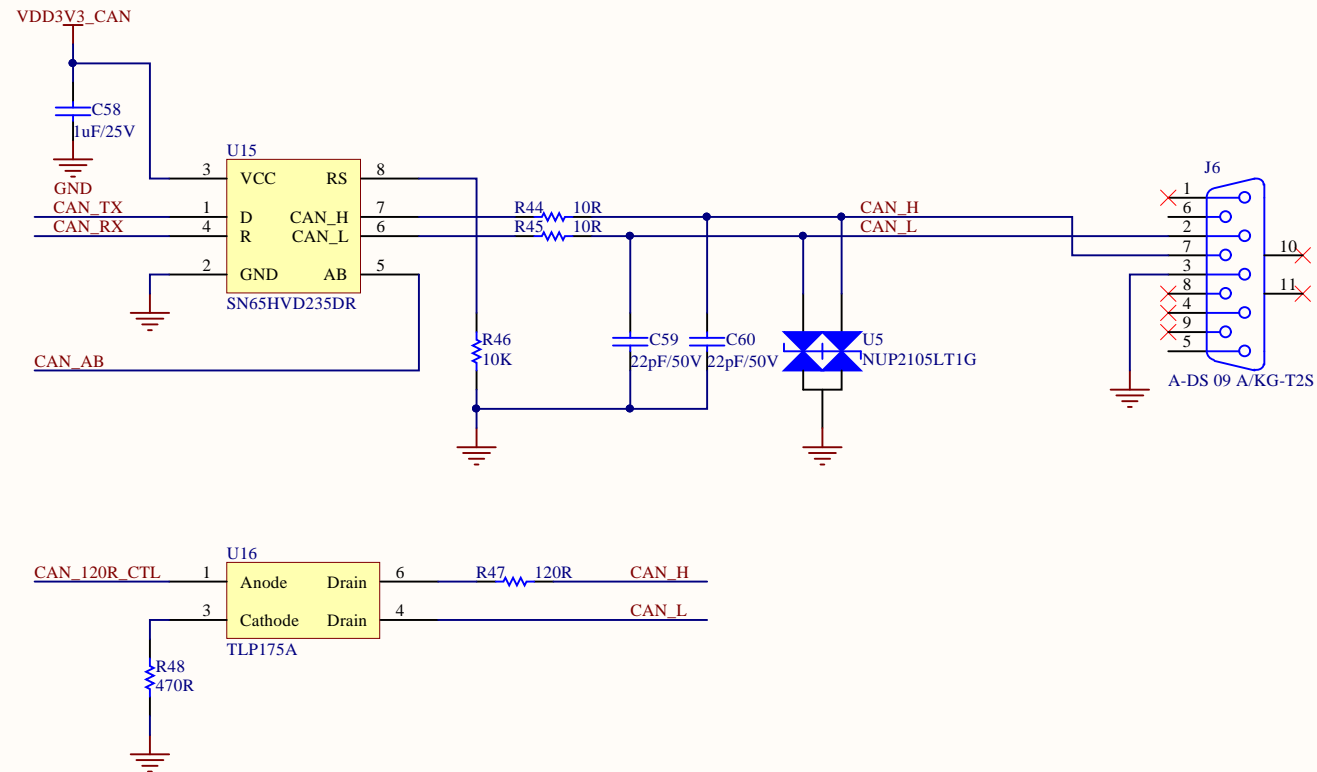 VDD3V3_CAN
C58
1uF/25V
GND
U15
3 VCC RS 8
CAN_TX 1 D CAN_H 7
CAN_RX 4 R CAN_L 6
2 GND AB 5
SN65HVD235DR
CAN_AB
R44 10R
R45 10R
CAN_H
CAN_L
R46
10K
C59
22pF/50V
C60
22pF/50V
U5
NUP2105LT1G
J6
1
6
2
7
3
8
4
9
5
10
11
A-DS 09 A/KG-T2S
U16
CAN_120R_CTL 1 Anode Drain 6 R47 120R CAN_H
3 Cathode Drain 4 CAN_L
TLP175A
R48
470R